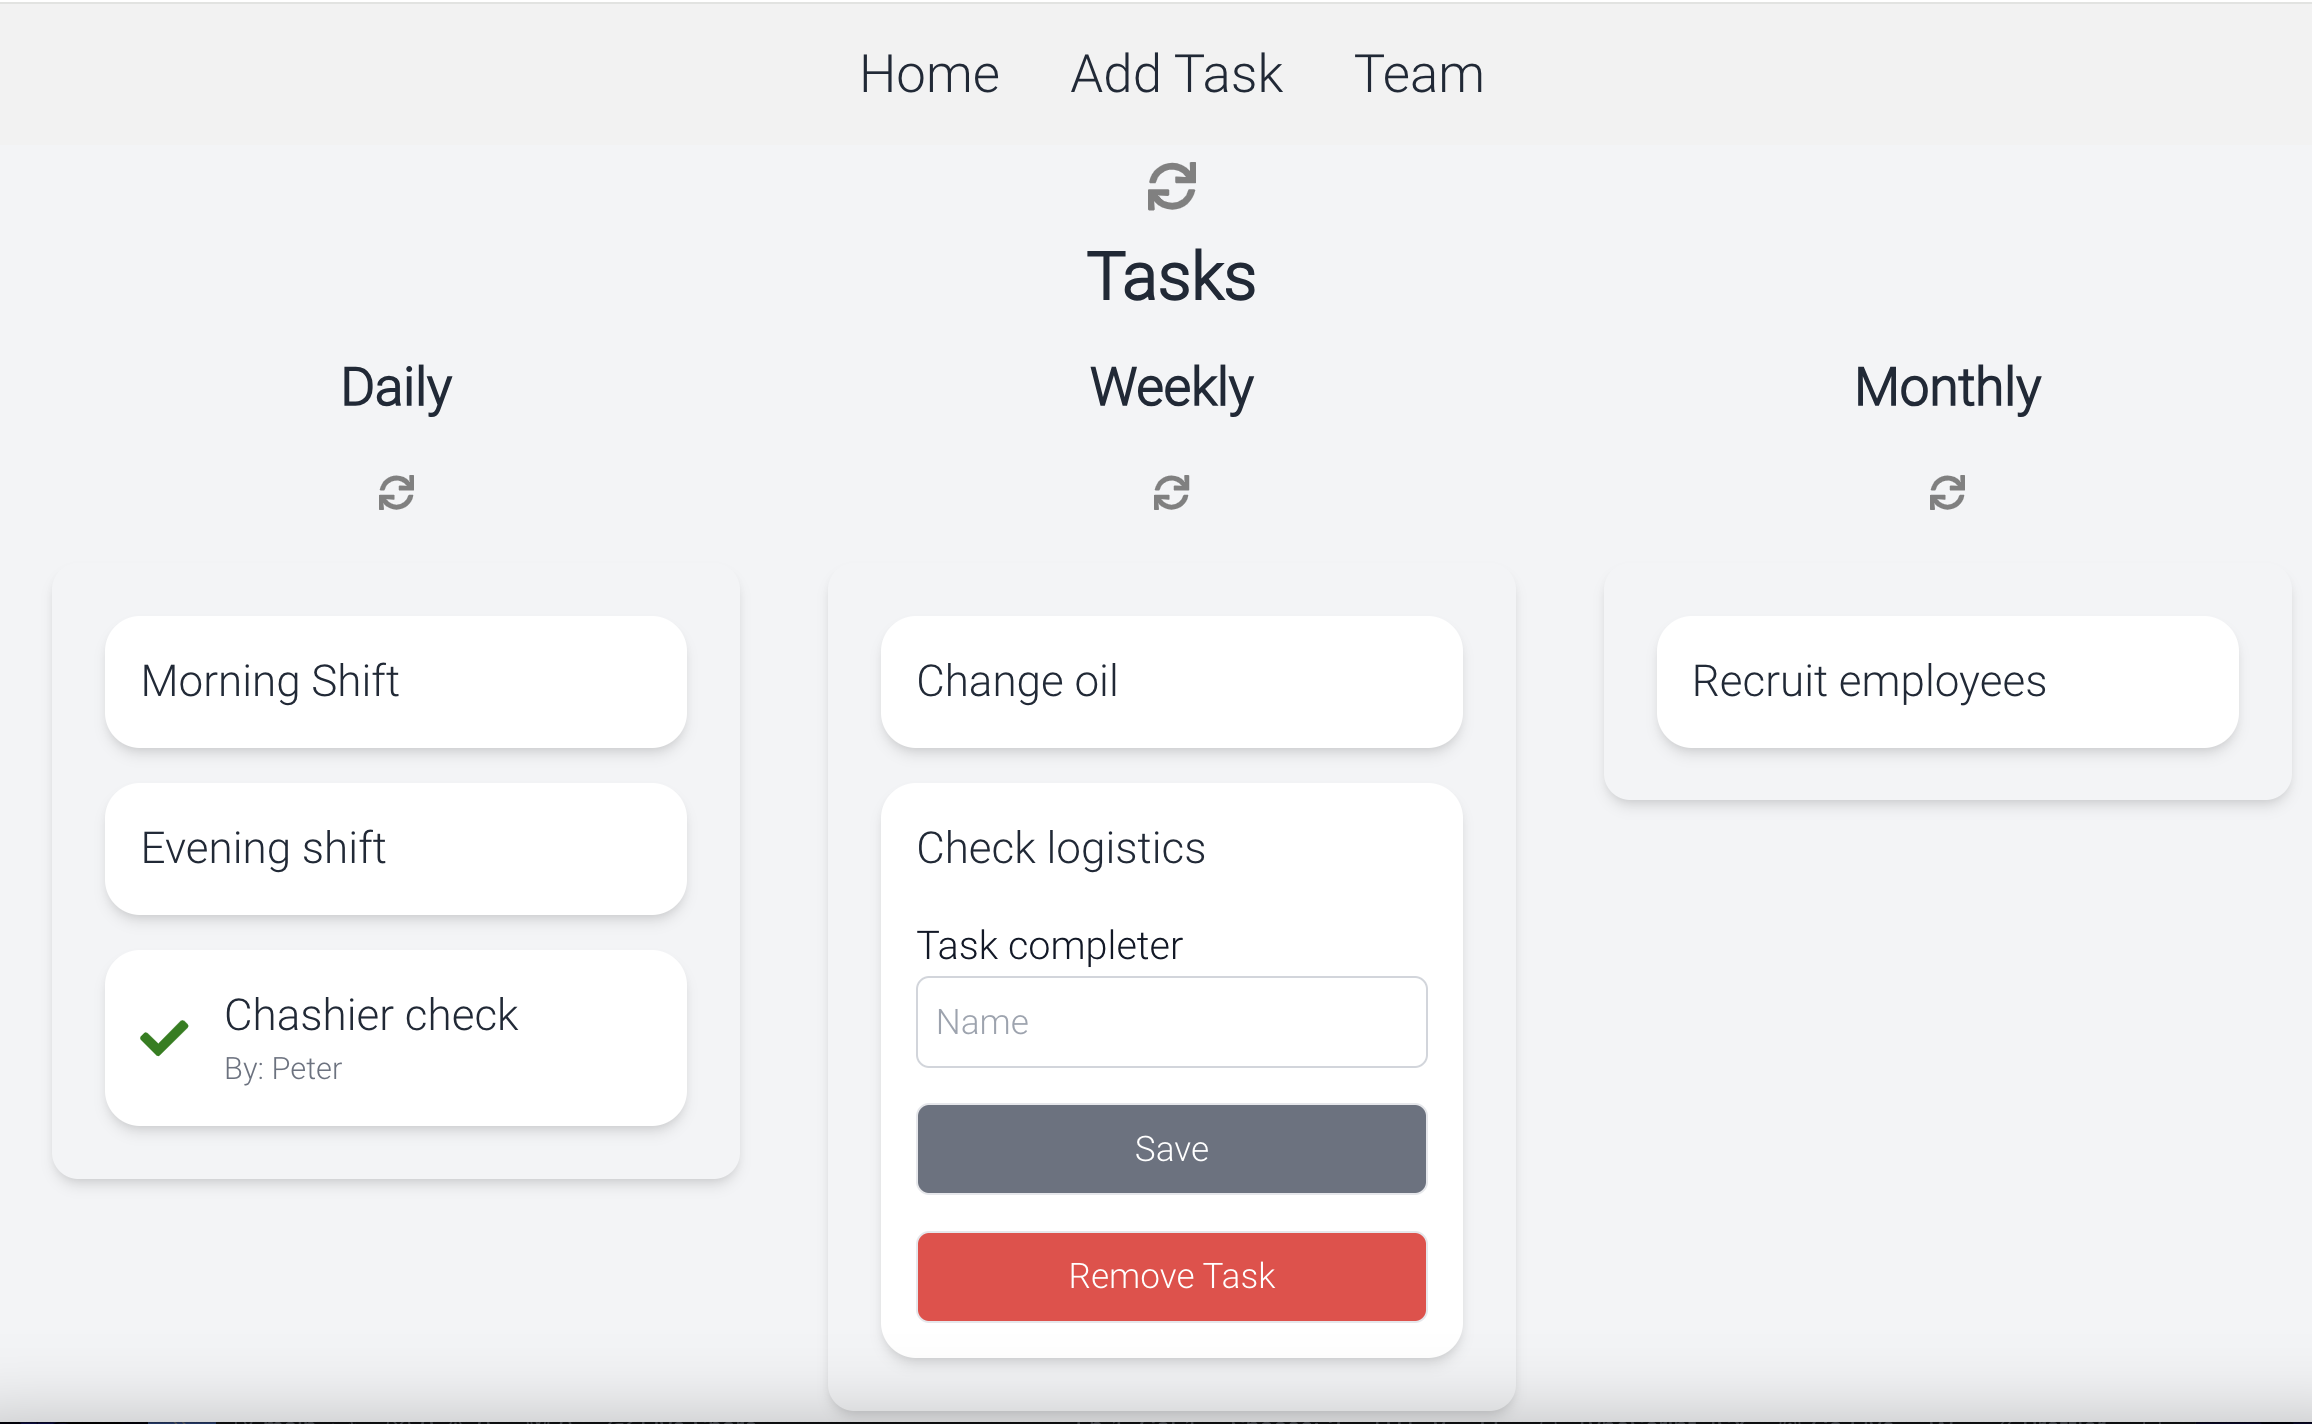 Home Add Task Team
Tasks
Daily
Weekly
Monthly
Morning Shift
Evening shift
Chashier check
By: Peter
Change oil
Check logistics
Task completer
Name
Save
Remove Task
Recruit employees